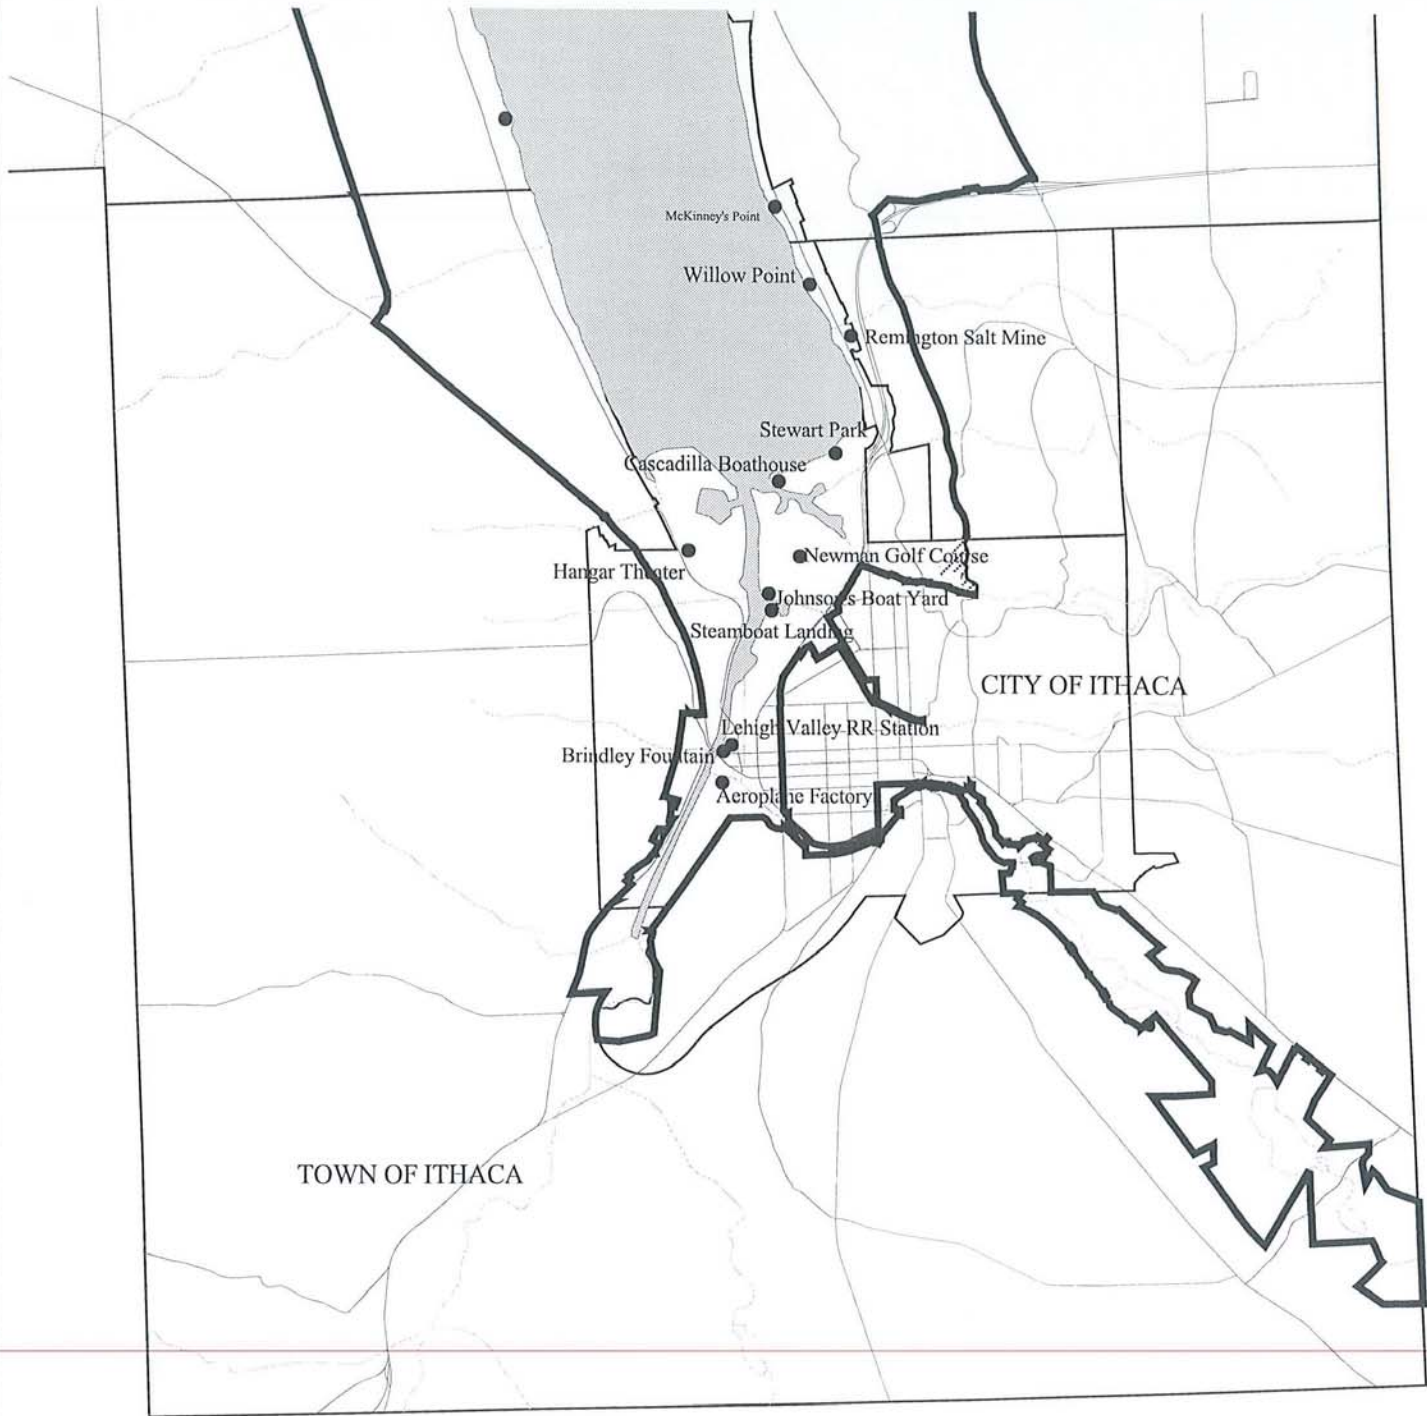 McKinney's Point
Willow Point
Remington Salt Mine
Stewart Park
Cascadilla Boathouse
Newman Golf Course
Hangar Theater
Johnson's Boat Yard
Steamboat Landing
CITY OF ITHACA
Lehigh Valley RR Station
Brindley Fountain
Aeroplane Factory
TOWN OF ITHACA